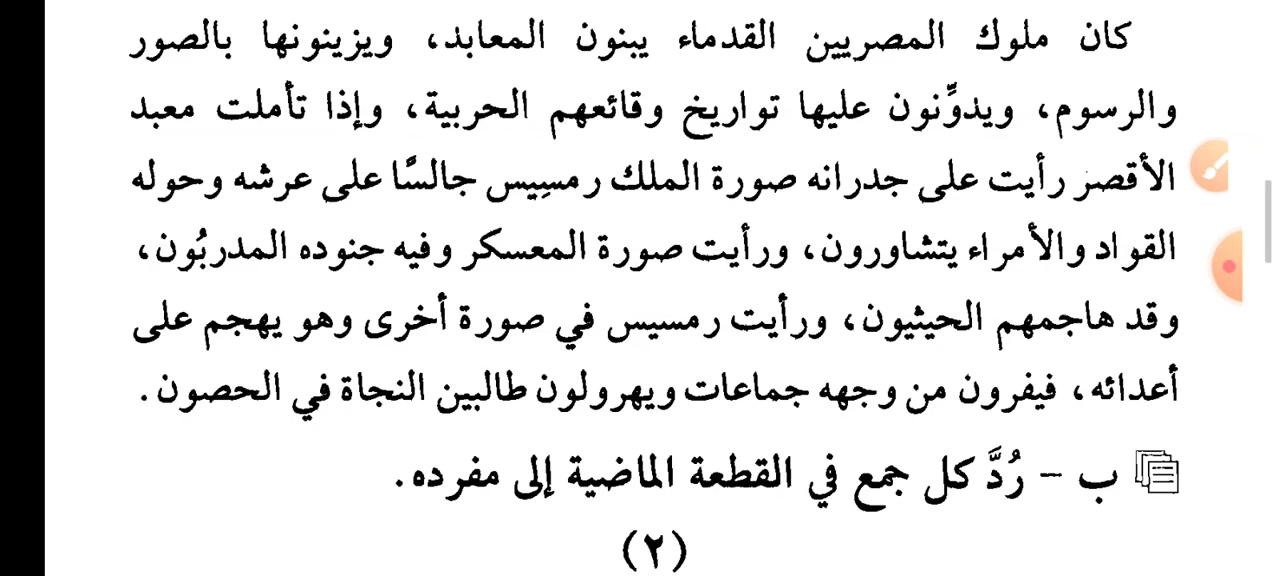 كان ملوك المصريين القدماء يبنون المعابد، ويزينونها بالصور
والرسوم، ويدوِّنون عليها تواريخ وقائعهم الحربية، وإذا تأملت معبد
الأقصر رأيت على جدرانه صورة الملك رمسِيس جالسًا على عرشه وحوله
القواد والأمراء يتشاورون، ورأيت صورة المعسكر وفيه جنوده المدربُون،
وقد هاجمهم الحيثيون، ورأيت رمسيس في صورة أخرى وهو يهجم على
أعدائه، فيفرون من وجهه جماعات ويهرولون طالبين النجاة في الحصون.
ب - رُدَّ كل جمع في القطعة الماضية إلى مفرده.
(٢)